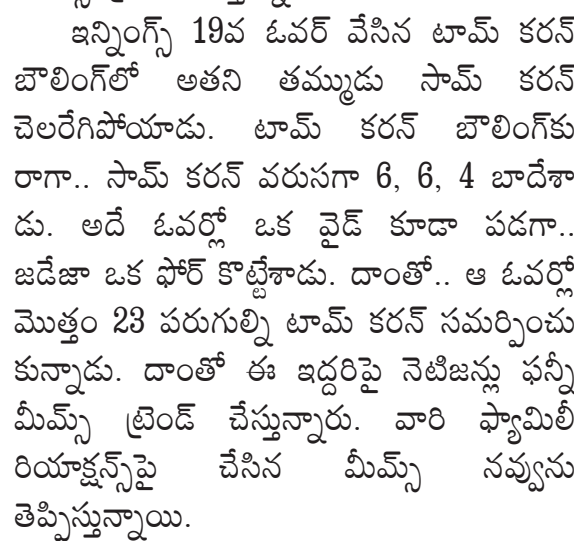 ఇన్నింగ్స్ 19వ ఓవర్ వేసిన టామ్ కరన్
బౌలింగ్‌లో అతని తమ్ముడు సామ్ కరన్
చెలరేగిపోయాడు. టామ్ కరన్ బౌలింగ్‌కు
రాగా.. సామ్ కరన్ వరుసగా 6, 6, 4 బాదేశా
డు. అదే ఓవర్లో ఒక వైడ్ కూడా పడగా..
జడేజా ఒక ఫోర్ కొట్టేశాడు. దాంతో.. ఆ ఓవర్లో
మొత్తం 23 పరుగుల్ని టామ్ కరన్ సమర్పించు
కున్నాడు. దాంతో ఈ ఇద్దరిపై నెటిజన్లు ఫన్నీ
మీమ్స్ ట్రెండ్ చేస్తున్నారు. వారి ఫ్యామిలీ
రియాక్షన్స్‌పై చేసిన మీమ్స్ నవ్వును
తెప్పిస్తున్నాయి.